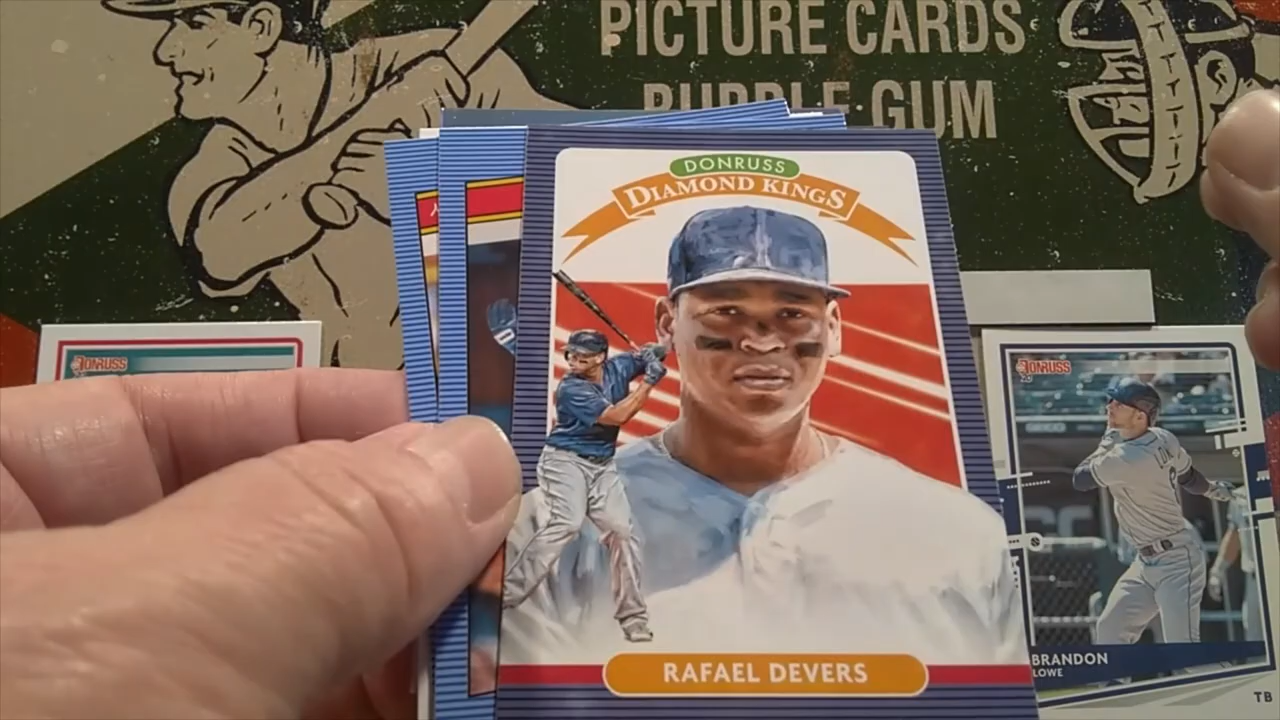 PICTURE CARDS
BUBBLE GUM
DONRUSS
DIAMOND KINGS
RAFAEL DEVERS
DONRUSS
DONRUSS
BRANDON
LOWE
TB